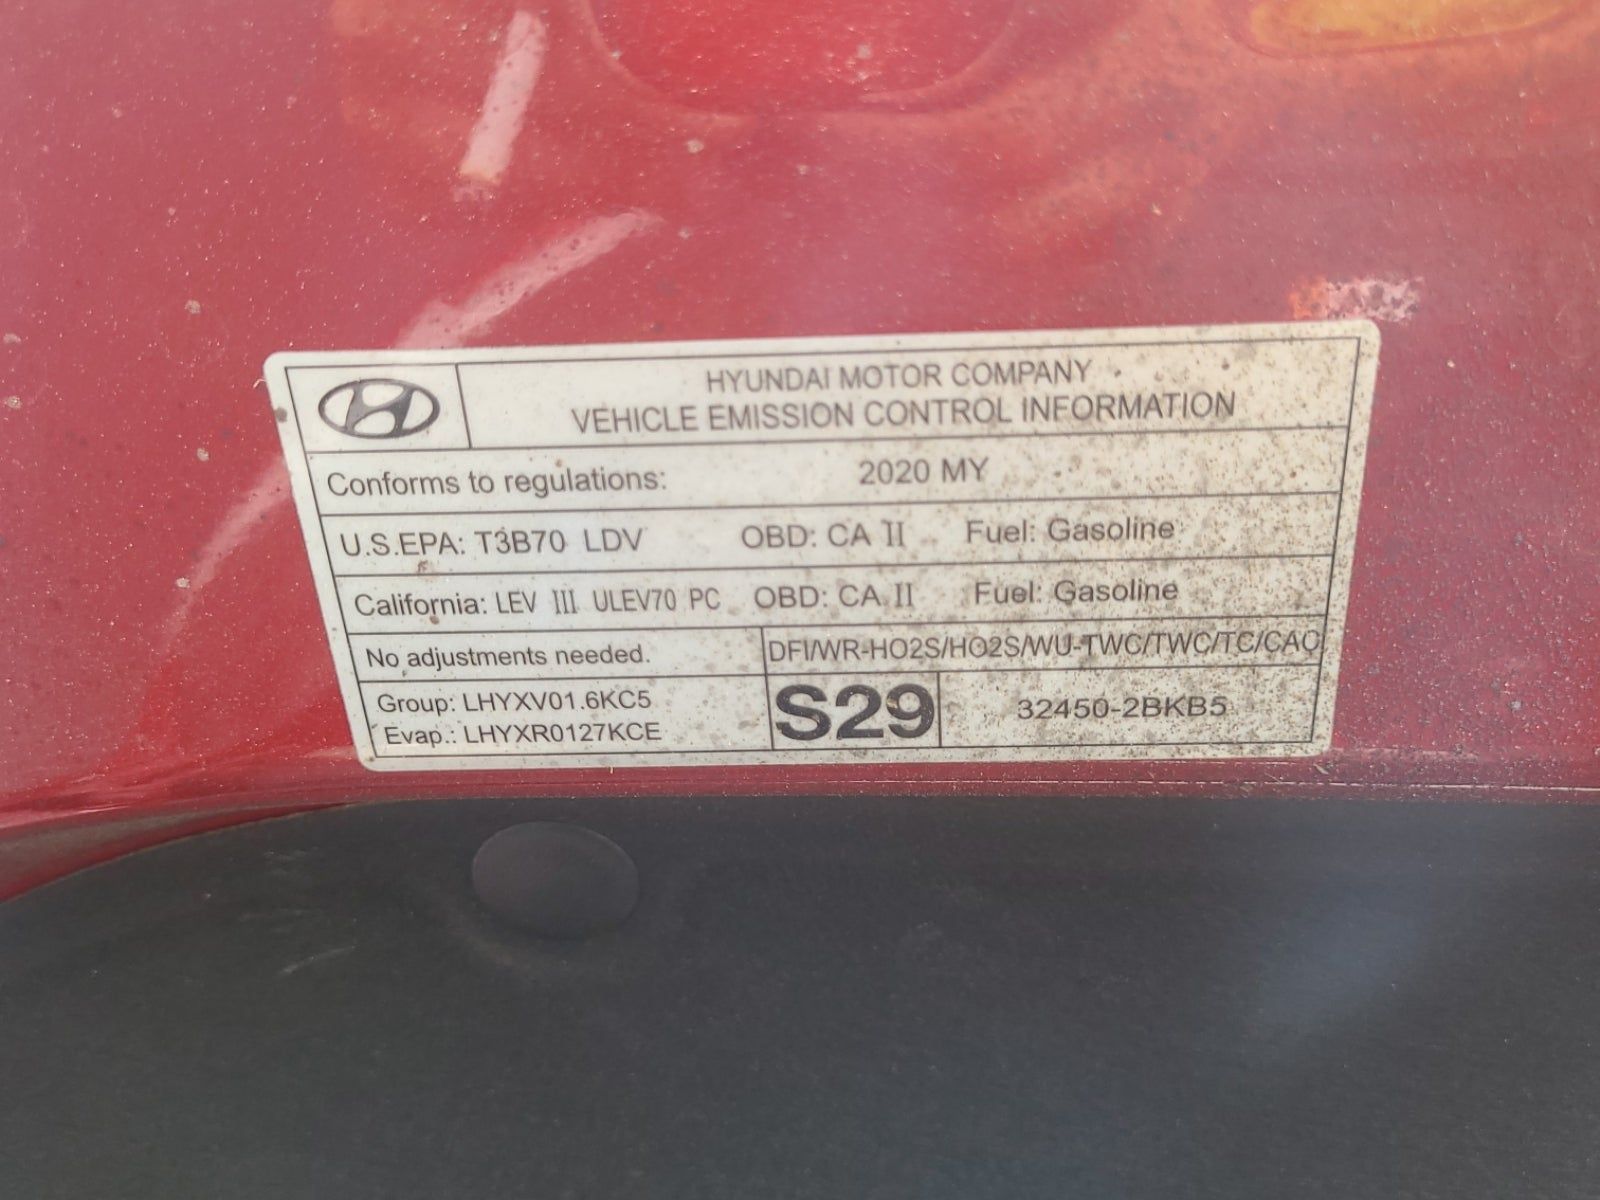 HYUNDAI MOTOR COMPANY
VEHICLE EMISSION CONTROL INFORMATION
Conforms to regulations: 2020 MY
U.S.EPA: T3B70 LDV OBD: CA II Fuel: Gasoline
California: LEV III ULEV70 PC OBD: CA II Fuel: Gasoline
No adjustments needed. DFI/WR-HO2S/HO2S/WU-TWC/TWC/TC/CAC
Group: LHYXV01.6KC5
Evap.: LHYXR0127KCE
S29
32450-2BKB5